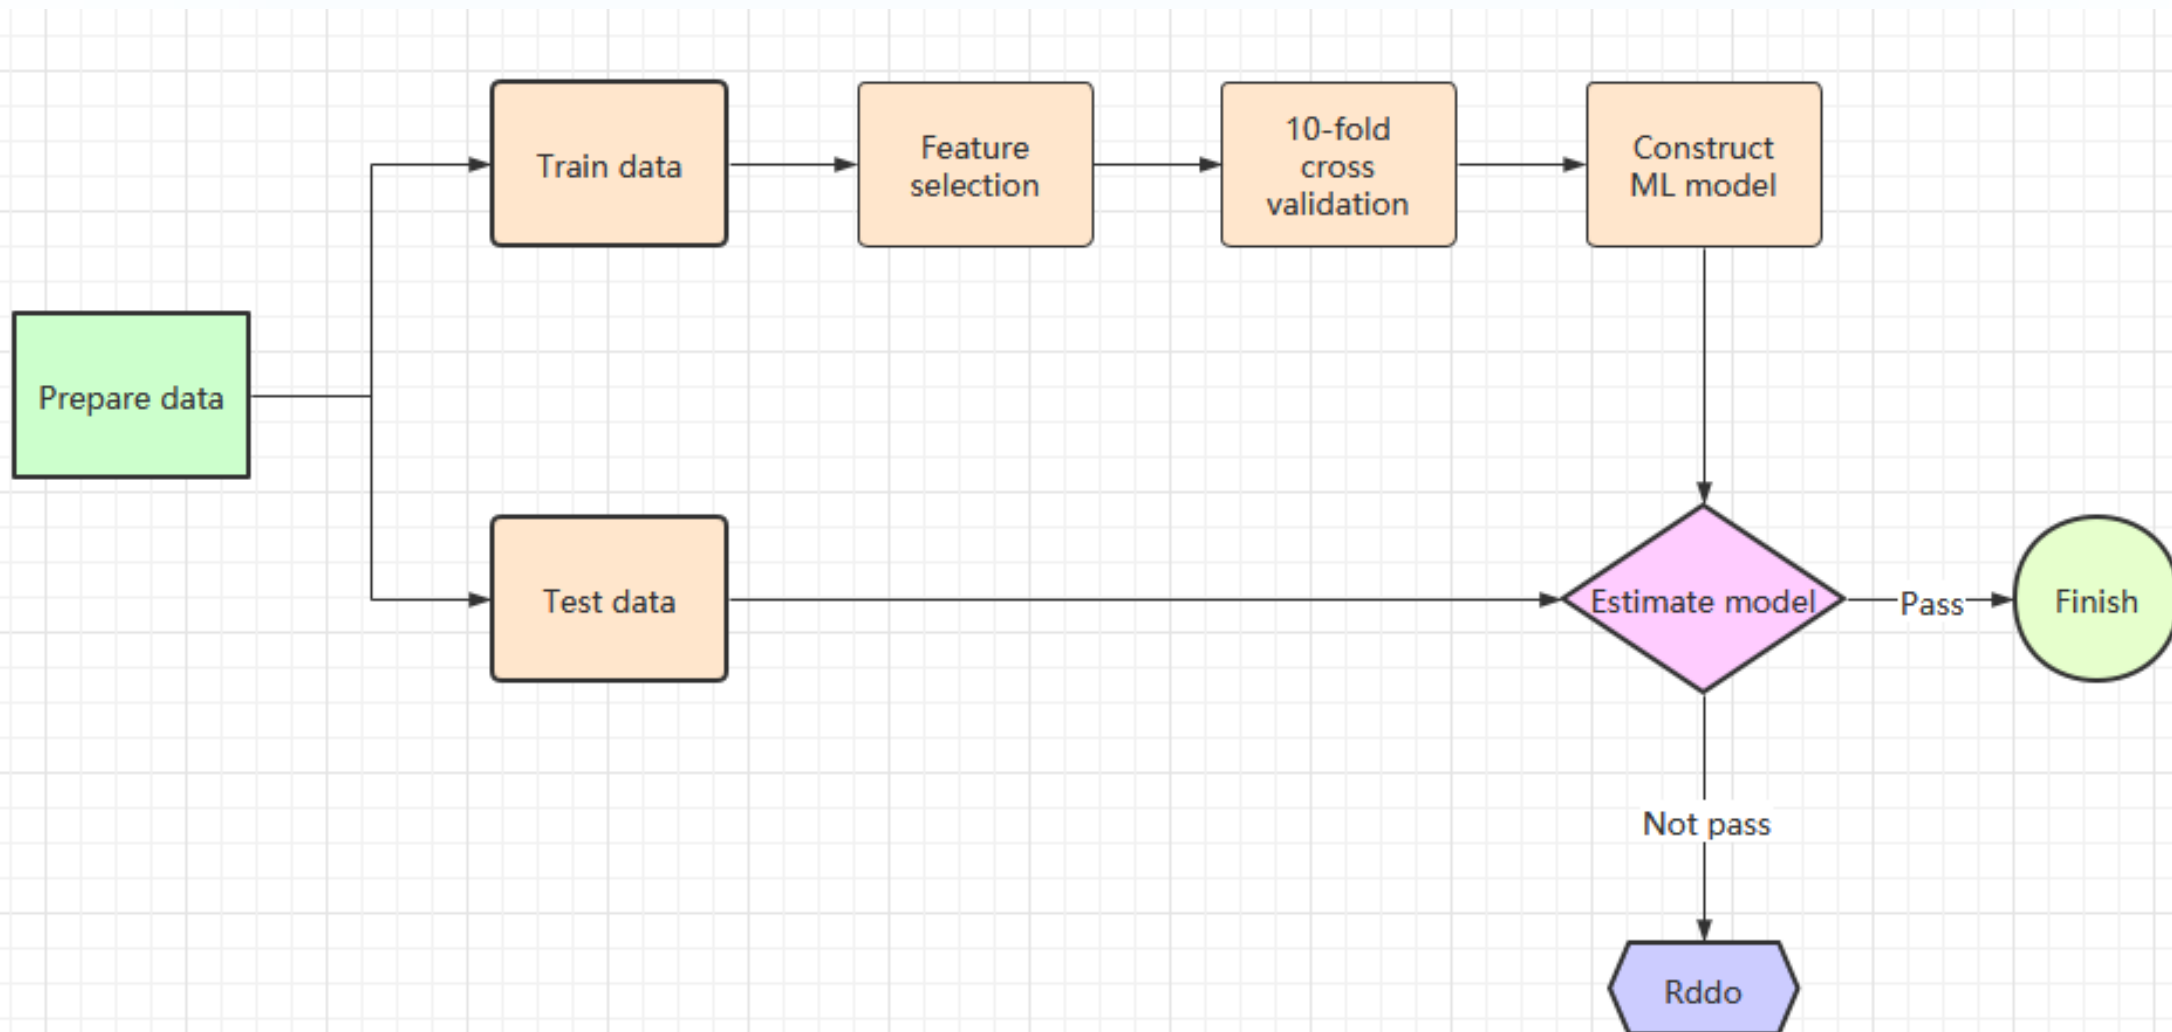 Train data
Feature
selection
10-fold
cross
validation
Construct
ML model
Prepare data
Test data
Estimate model
Pass
Finish
Not pass
Rddo